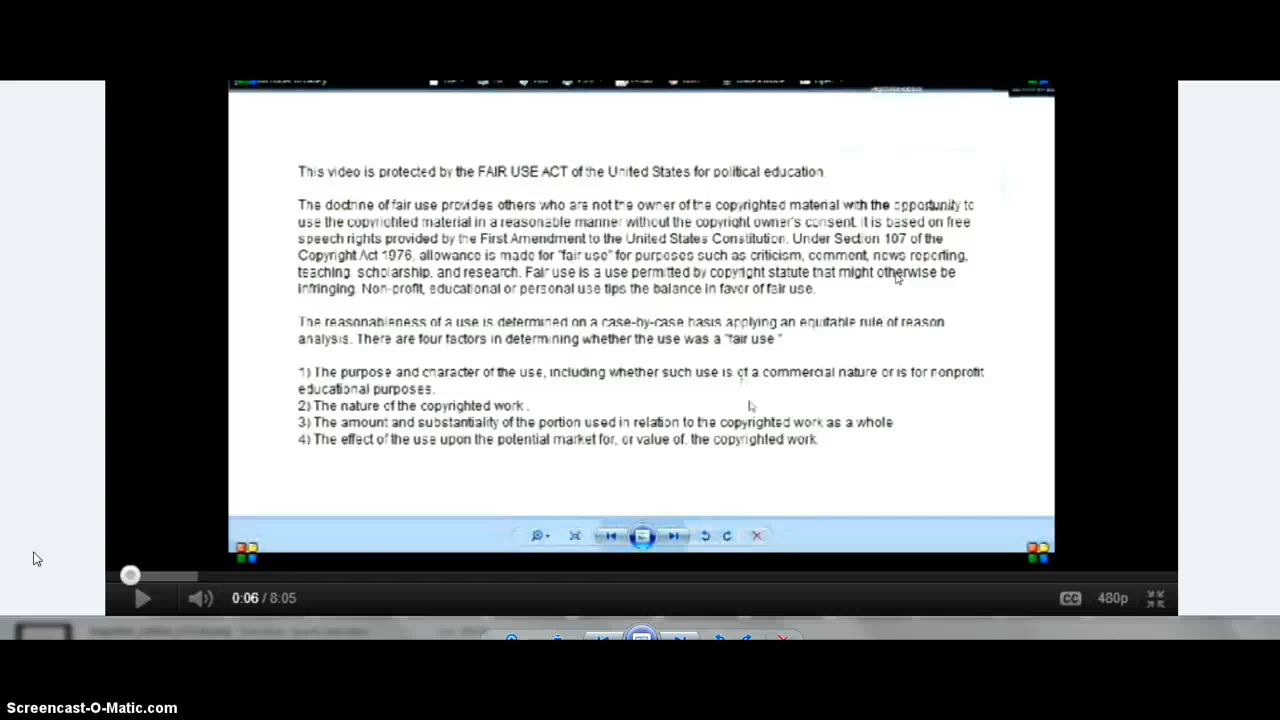 This video is protected by the FAIR USE ACT of the United States for political education.
The doctrine of fair use provides others who are not the owner of the copyrighted material with the opportunity to
use the copyrighted material in a reasonable manner without the copyright owner's consent. It is based on free
speech rights provided by the First Amendment to the United States Constitution. Under Section 107 of the
Copyright Act 1976, allowance is made for "fair use" for purposes such as criticism, comment, news reporting,
teaching, scholarship, and research. Fair use is a use permitted by copyright statute that might otherwise be
infringing. Non-profit, educational or personal use tips the balance in favor of fair use.
The reasonableness of a use is determined on a case-by-case basis applying an equitable rule of reason
analysis. There are four factors in determining whether the use was a "fair use."
1) The purpose and character of the use, including whether such use is of a commercial nature or is for nonprofit
educational purposes.
2) The nature of the copyrighted work.
3) The amount and substantiality of the portion used in relation to the copyrighted work as a whole
4) The effect of the use upon the potential market for, or value of, the copyrighted work
0:06 / 8:05
CC
480p
Screencast-O-Matic.com